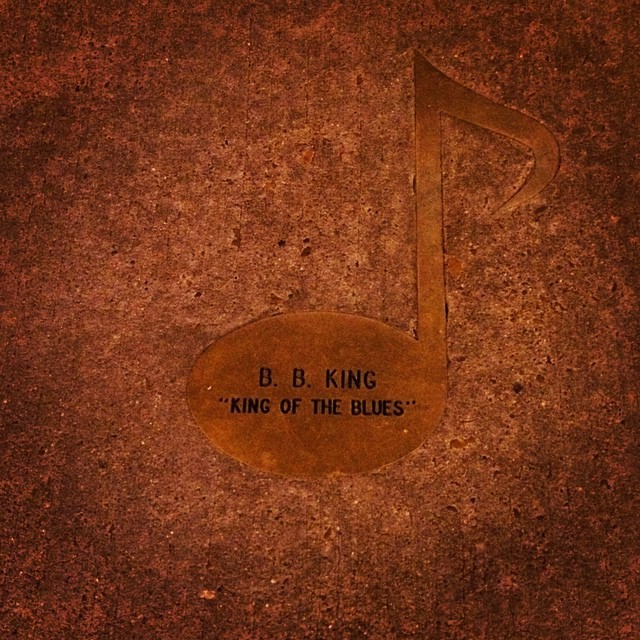 B. B. KING
"KING OF THE BLUES"